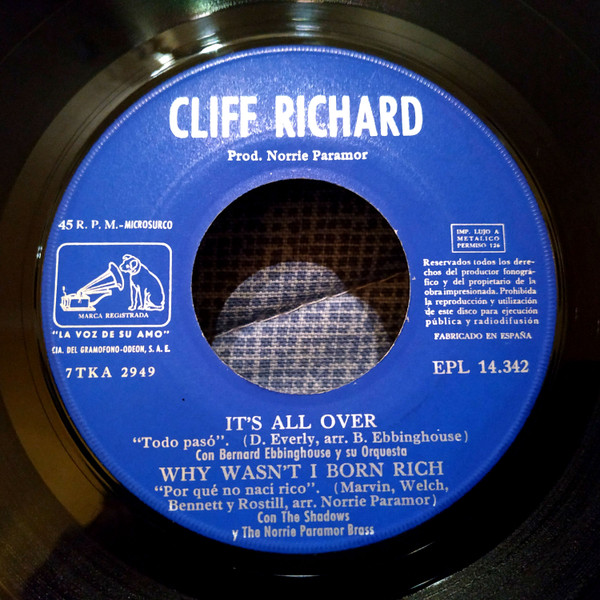 CLIFF RICHARD
Prod. Norrie Paramor
45 R. P. M.-MICROSURCO
MARCA REGISTRADA
"LA VOZ DE SU AMO"
CIA. DEL GRAMOFONO-ODEON, S. A. E.
7TKA 2949
IMP. LUJO A
METALICO
PERMISO 126
Reservados todos los dere-
chos del productor fonográ-
fico y del propietario de la
obra impresionada. Prohibida
la reproducción y utilización
de este disco para ejecución
pública y radiodifusión
FABRICADO EN ESPAÑA
EPL 14.342
IT'S ALL OVER
"Todo pasó". (D. Everly, arr. B. Ebbinghouse)
Con Bernard Ebbinghouse y su Orquesta
WHY WASN'T I BORN RICH
"Por qué no nací rico". (Marvin, Welch,
Bennett y Rostill, arr. Norrie Paramor)
Con The Shadows
y The Norrie Paramor Brass